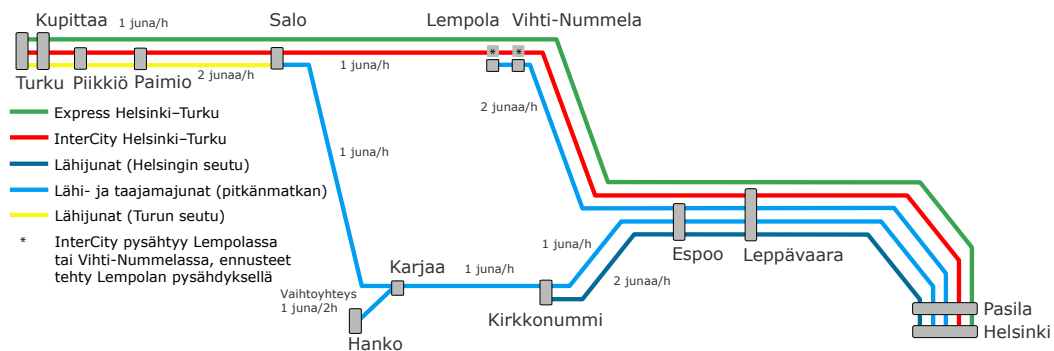 Kupittaa
1 juna/h
Salo
Lempola
Vihti-Nummela
*
*
Turku
Piikkiö
Paimio
2 junaa/h
1 juna/h
2 junaa/h
Express Helsinki–Turku
InterCity Helsinki–Turku
Lähijunat (Helsingin seutu)
Lähi- ja taajamajunat (pitkänmatkan)
Lähijunat (Turun seutu)
* InterCity pysähtyy Lempolassa
tai Vihti-Nummelassa, ennusteet
tehty Lempolan pysähdyksellä
1 juna/h
1 juna/h
Espoo
Leppävaara
Karjaa
1 juna/h
2 junaa/h
Vaihtoyhteys
1 juna/2h
Kirkkonummi
Hanko
Pasila
Helsinki